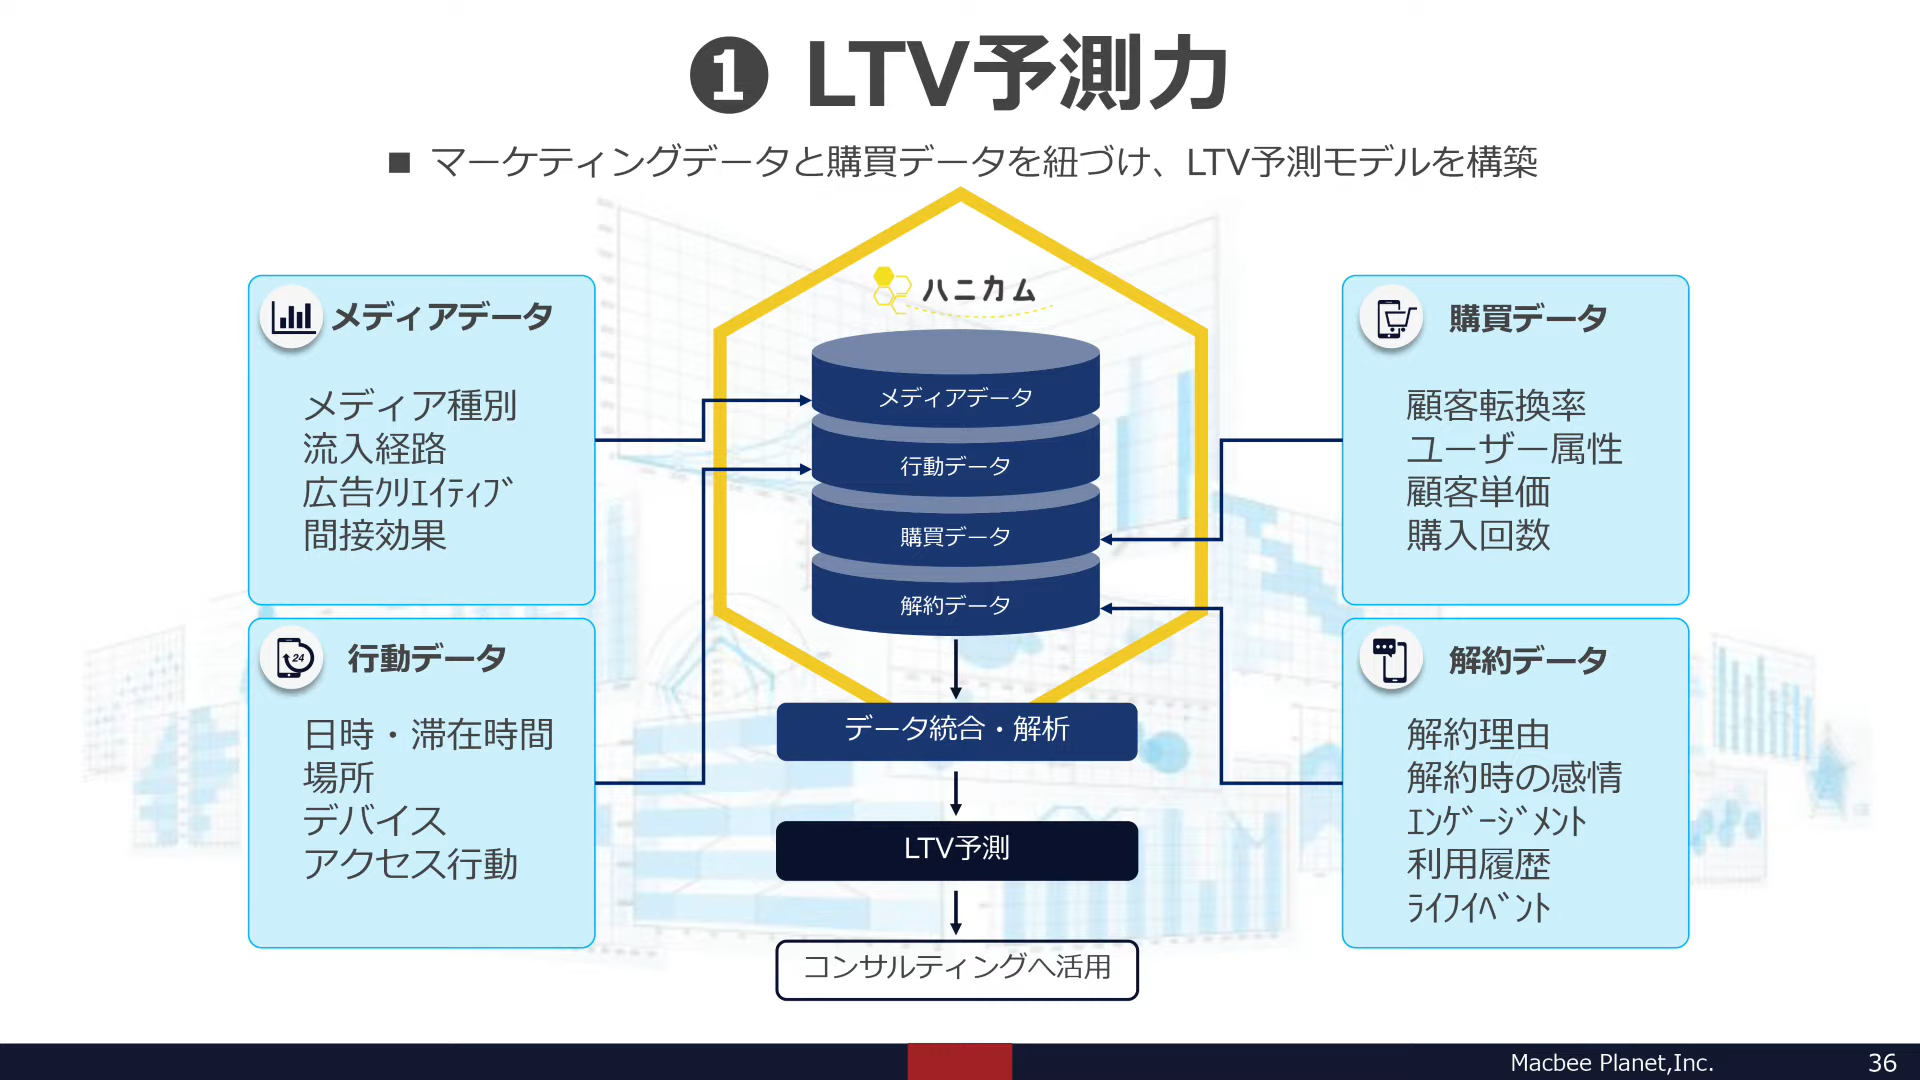 ❶ LTV予測力
■ マーケティングデータと購買データを紐づけ、LTV予測モデルを構築
メディアデータ
メディア種別
流入経路
広告ｸﾘｴｲﾃｨﾌﾞ
間接効果
24
行動データ
日時・滞在時間
場所
デバイス
アクセス行動
ハニカム
メディアデータ
行動データ
購買データ
解約データ
データ統合・解析
LTV予測
コンサルティングへ活用
購買データ
顧客転換率
ユーザー属性
顧客単価
購入回数
解約データ
解約理由
解約時の感情
ｴﾝｹﾞｰｼﾞﾒﾝﾄ
利用履歴
ﾗｲﾌｲﾍﾞﾝﾄ
Macbee Planet,Inc.
36